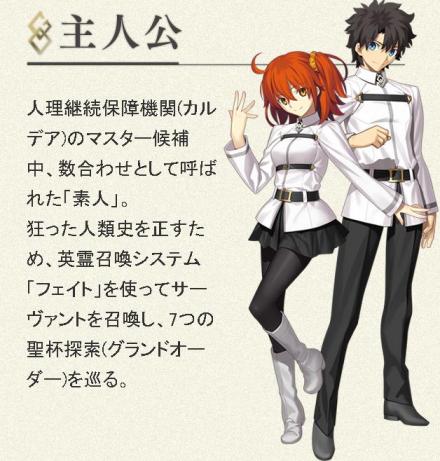 主人公
人理継続保障機関(カル
デア)のマスター候補
中、数合わせとして呼ば
れた「素人」。
狂った人類史を正すた
め、英霊召喚システム
「フェイト」を使ってサー
ヴァントを召喚し、7つの
聖杯探索(グランドオー
ダー)を巡る。